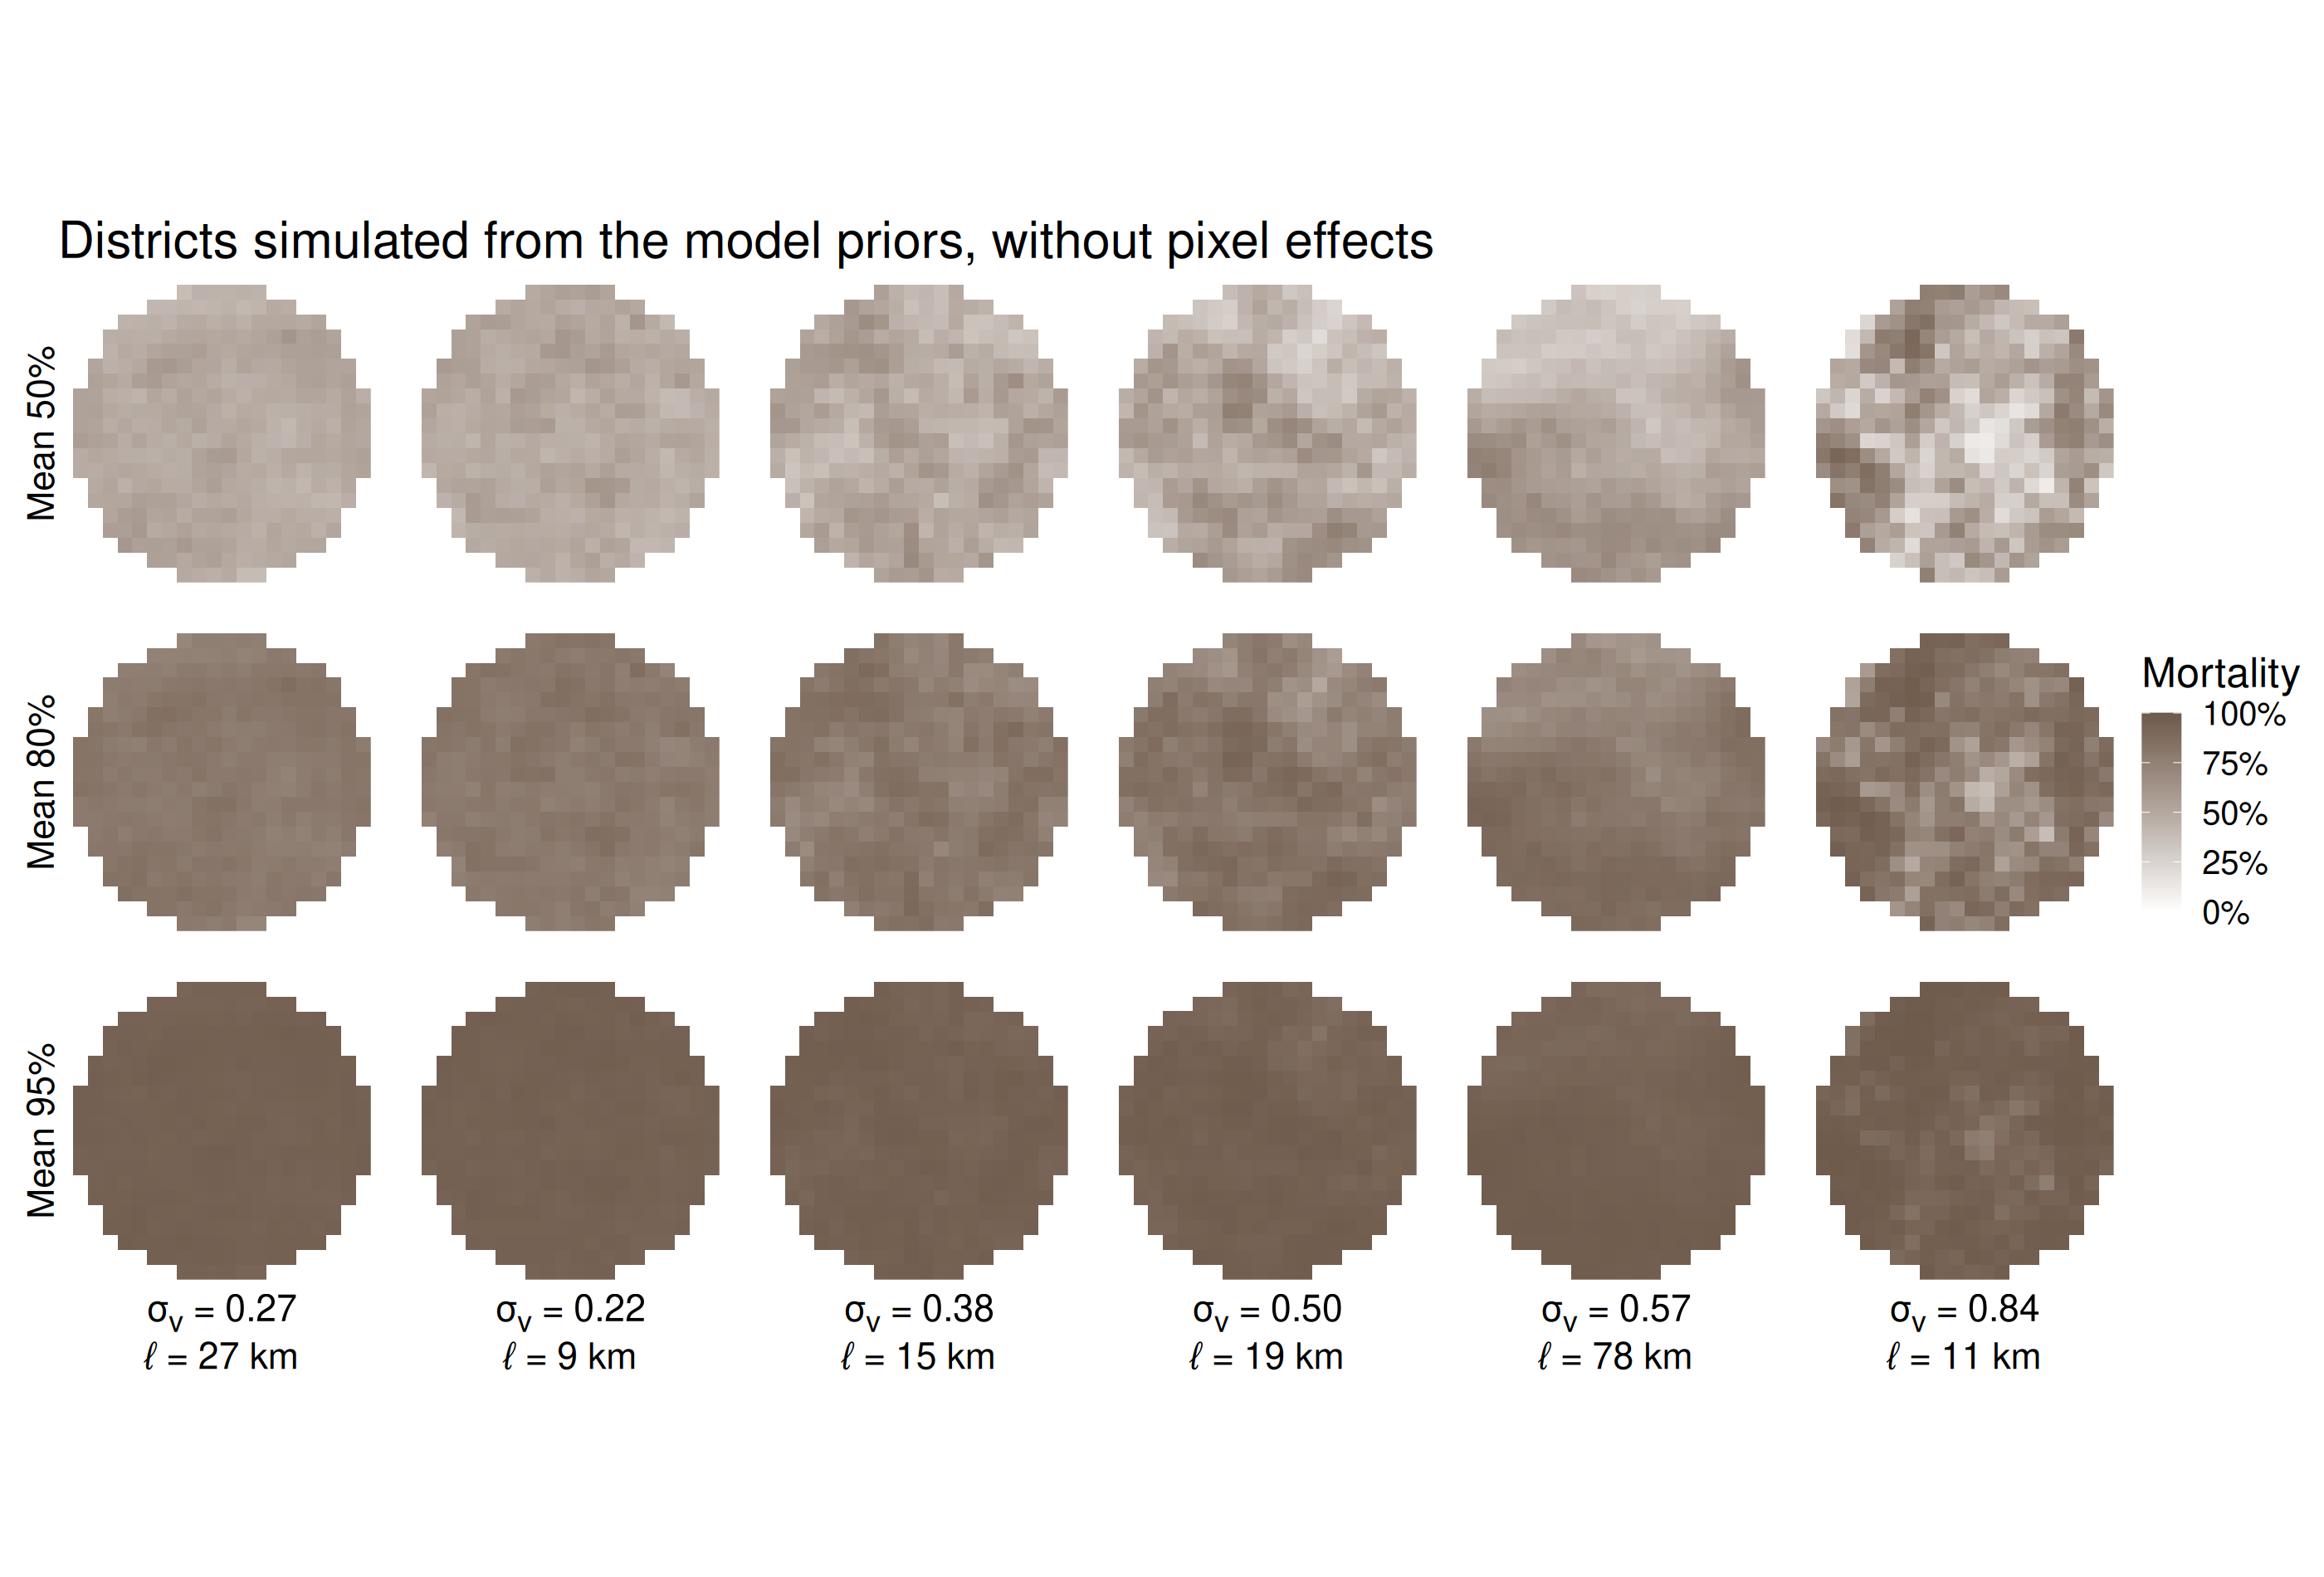 Districts simulated from the model priors, without pixel effects
Mean 50%
Mean 80%
Mean 95%
Mortality
100%
75%
50%
25%
0%
σv = 0.27
ℓ = 27 km
σv = 0.22
ℓ = 9 km
σv = 0.38
ℓ = 15 km
σv = 0.50
ℓ = 19 km
σv = 0.57
ℓ = 78 km
σv = 0.84
ℓ = 11 km